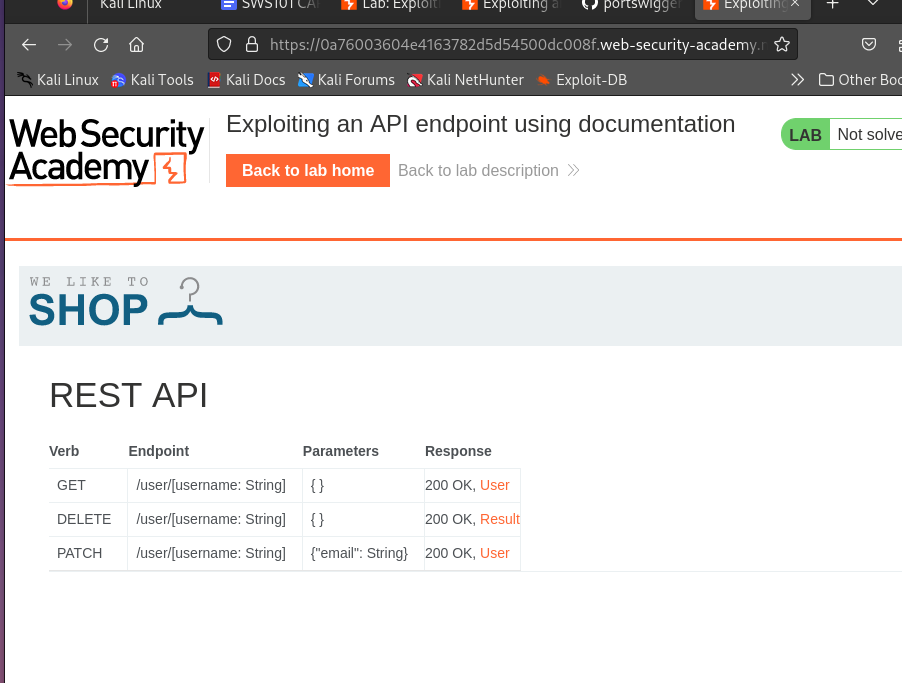 Kali Linux SWS101 CA Lab: Exploit Exploiting a portswigger Exploiting
https://0a76003604e4163782d5d54500dc008f.web-security-academy.
Kali Linux Kali Tools Kali Docs Kali Forums Kali NetHunter Exploit-DB Other Boo
Web Security Academy
Exploiting an API endpoint using documentation
LAB Not solve
Back to lab home Back to lab description
WE LIKE TO
SHOP
REST API
Verb Endpoint Parameters Response
GET /user/[username: String] { } 200 OK, User
DELETE /user/[username: String] { } 200 OK, Result
PATCH /user/[username: String] {"email": String} 200 OK, User